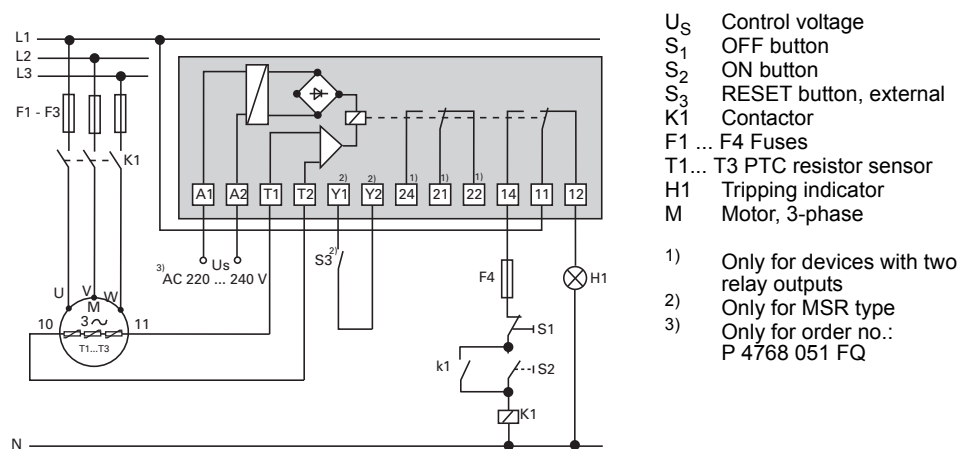 L1
L2
L3
F1 - F3
K1
A1 A2 T1 T2 Y1 Y2 24 21 22 14 11 12
2) 2) 1) 1) 1)
3) AC 220 ... 240 V
Us
S3 2)
F4
H1
U V W
M
3
10 11
T1...T3
S1
k1
S2
K1
N
US Control voltage
S1 OFF button
S2 ON button
S3 RESET button, external
K1 Contactor
F1 ... F4 Fuses
T1... T3 PTC resistor sensor
H1 Tripping indicator
M Motor, 3-phase
1) Only for devices with two
relay outputs
2) Only for MSR type
3) Only for order no.:
P 4768 051 FQ